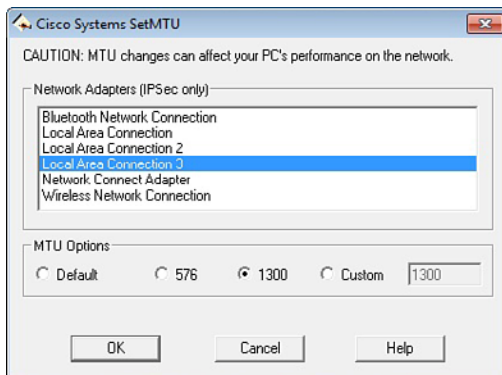 Cisco Systems SetMTU
CAUTION: MTU changes can affect your PC's performance on the network.
Network Adapters (IPSec only)
Bluetooth Network Connection
Local Area Connection
Local Area Connection 2
Local Area Connection 3
Network Connect Adapter
Wireless Network Connection
MTU Options
Default 576 1300 Custom 1300
OK Cancel Help